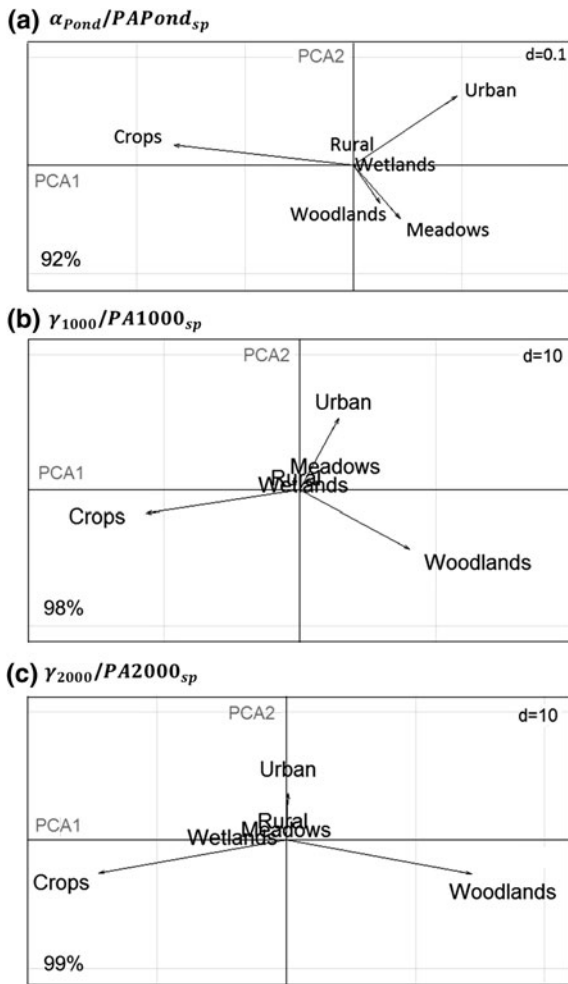 (a) α_Pond/PAPond_sp
PCA2 d=0.1
Urban
Crops
Rural
Wetlands
PCA1
Woodlands
Meadows
92%
(b) γ_1000/PA1000_sp
PCA2 d=10
Urban
Meadows
PCA1
Rural
Wetlands
Crops
Woodlands
98%
(c) γ_2000/PA2000_sp
PCA2 d=10
Urban
PCA1
Rural
Meadows
Wetlands
Crops
Woodlands
99%